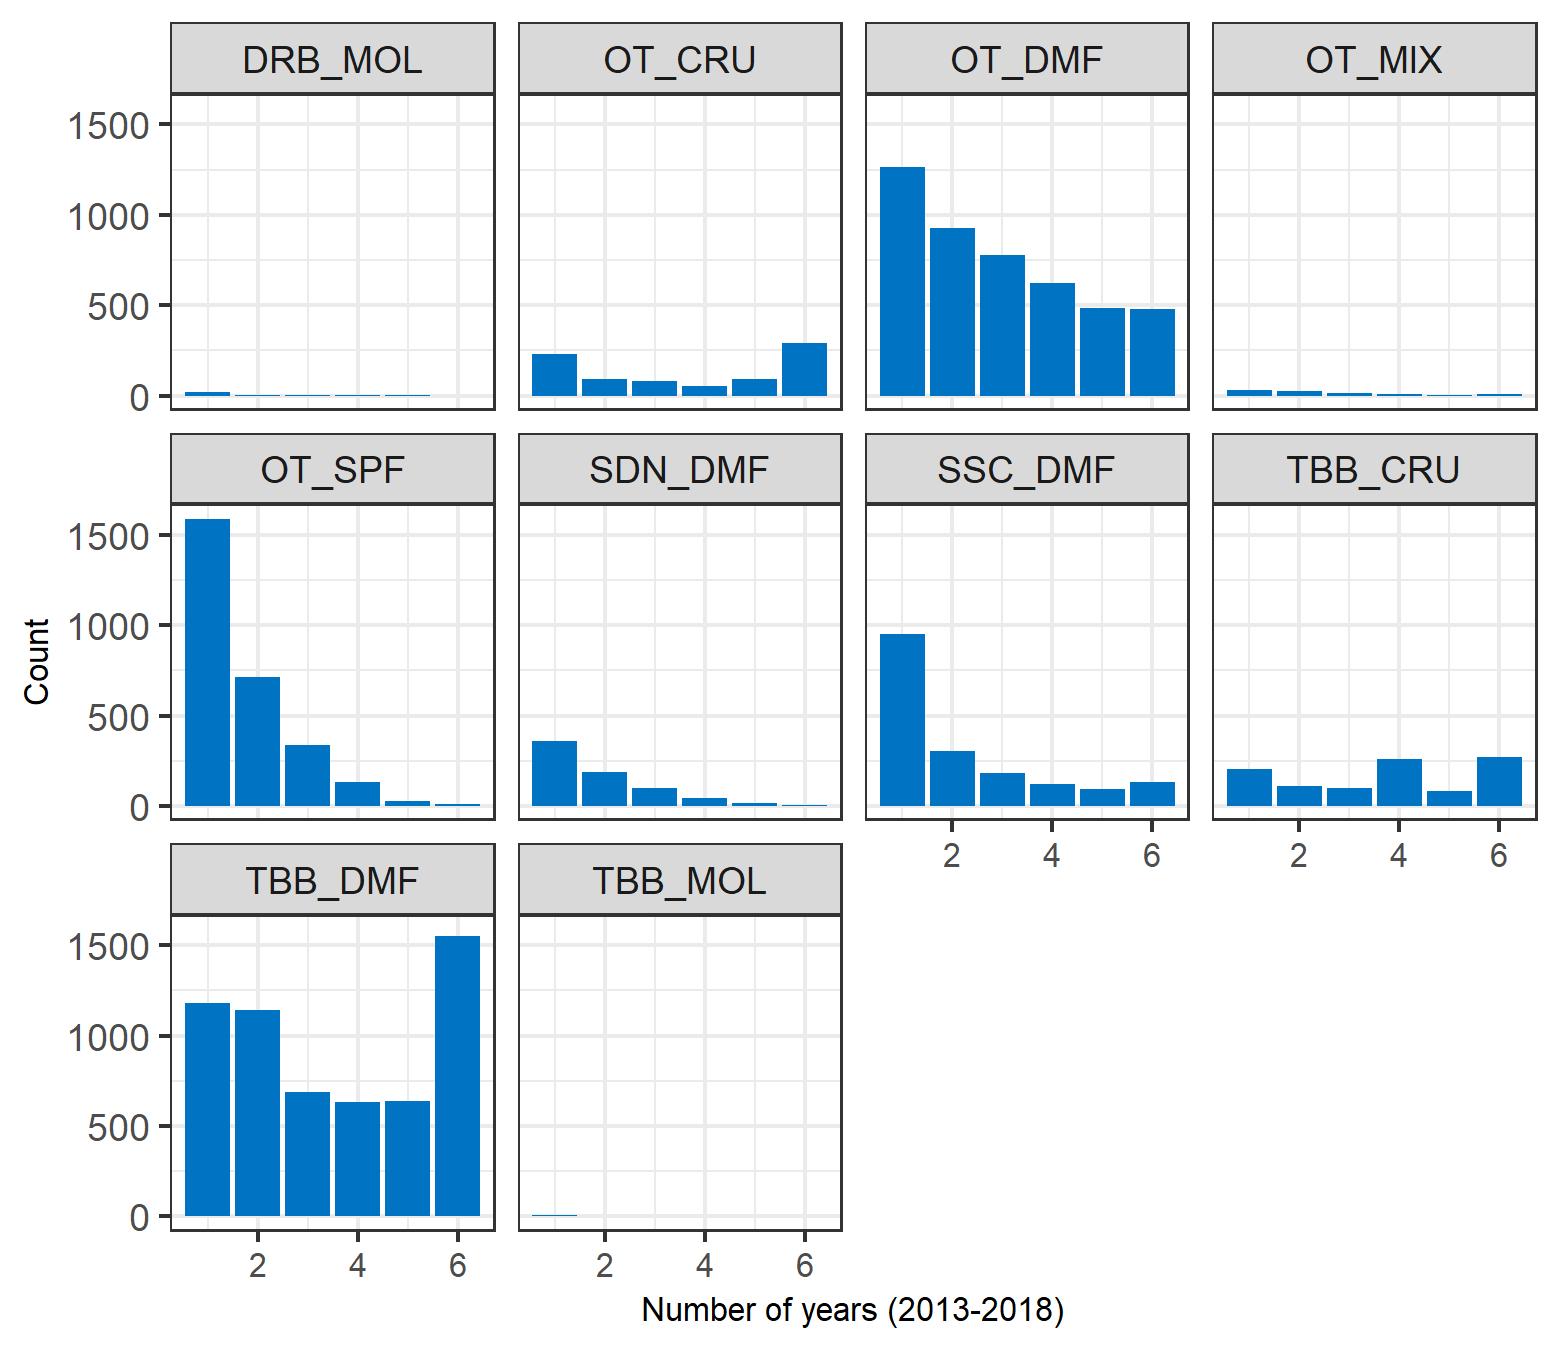 DRB_MOL OT_CRU OT_DMF OT_MIX
1500
1000
500
0
OT_SPF SDN_DMF SSC_DMF TBB_CRU
1500
1000
500
0
2 4 6 2 4 6
TBB_DMF TBB_MOL
1500
1000
500
0
2 4 6 2 4 6
Count
Number of years (2013-2018)